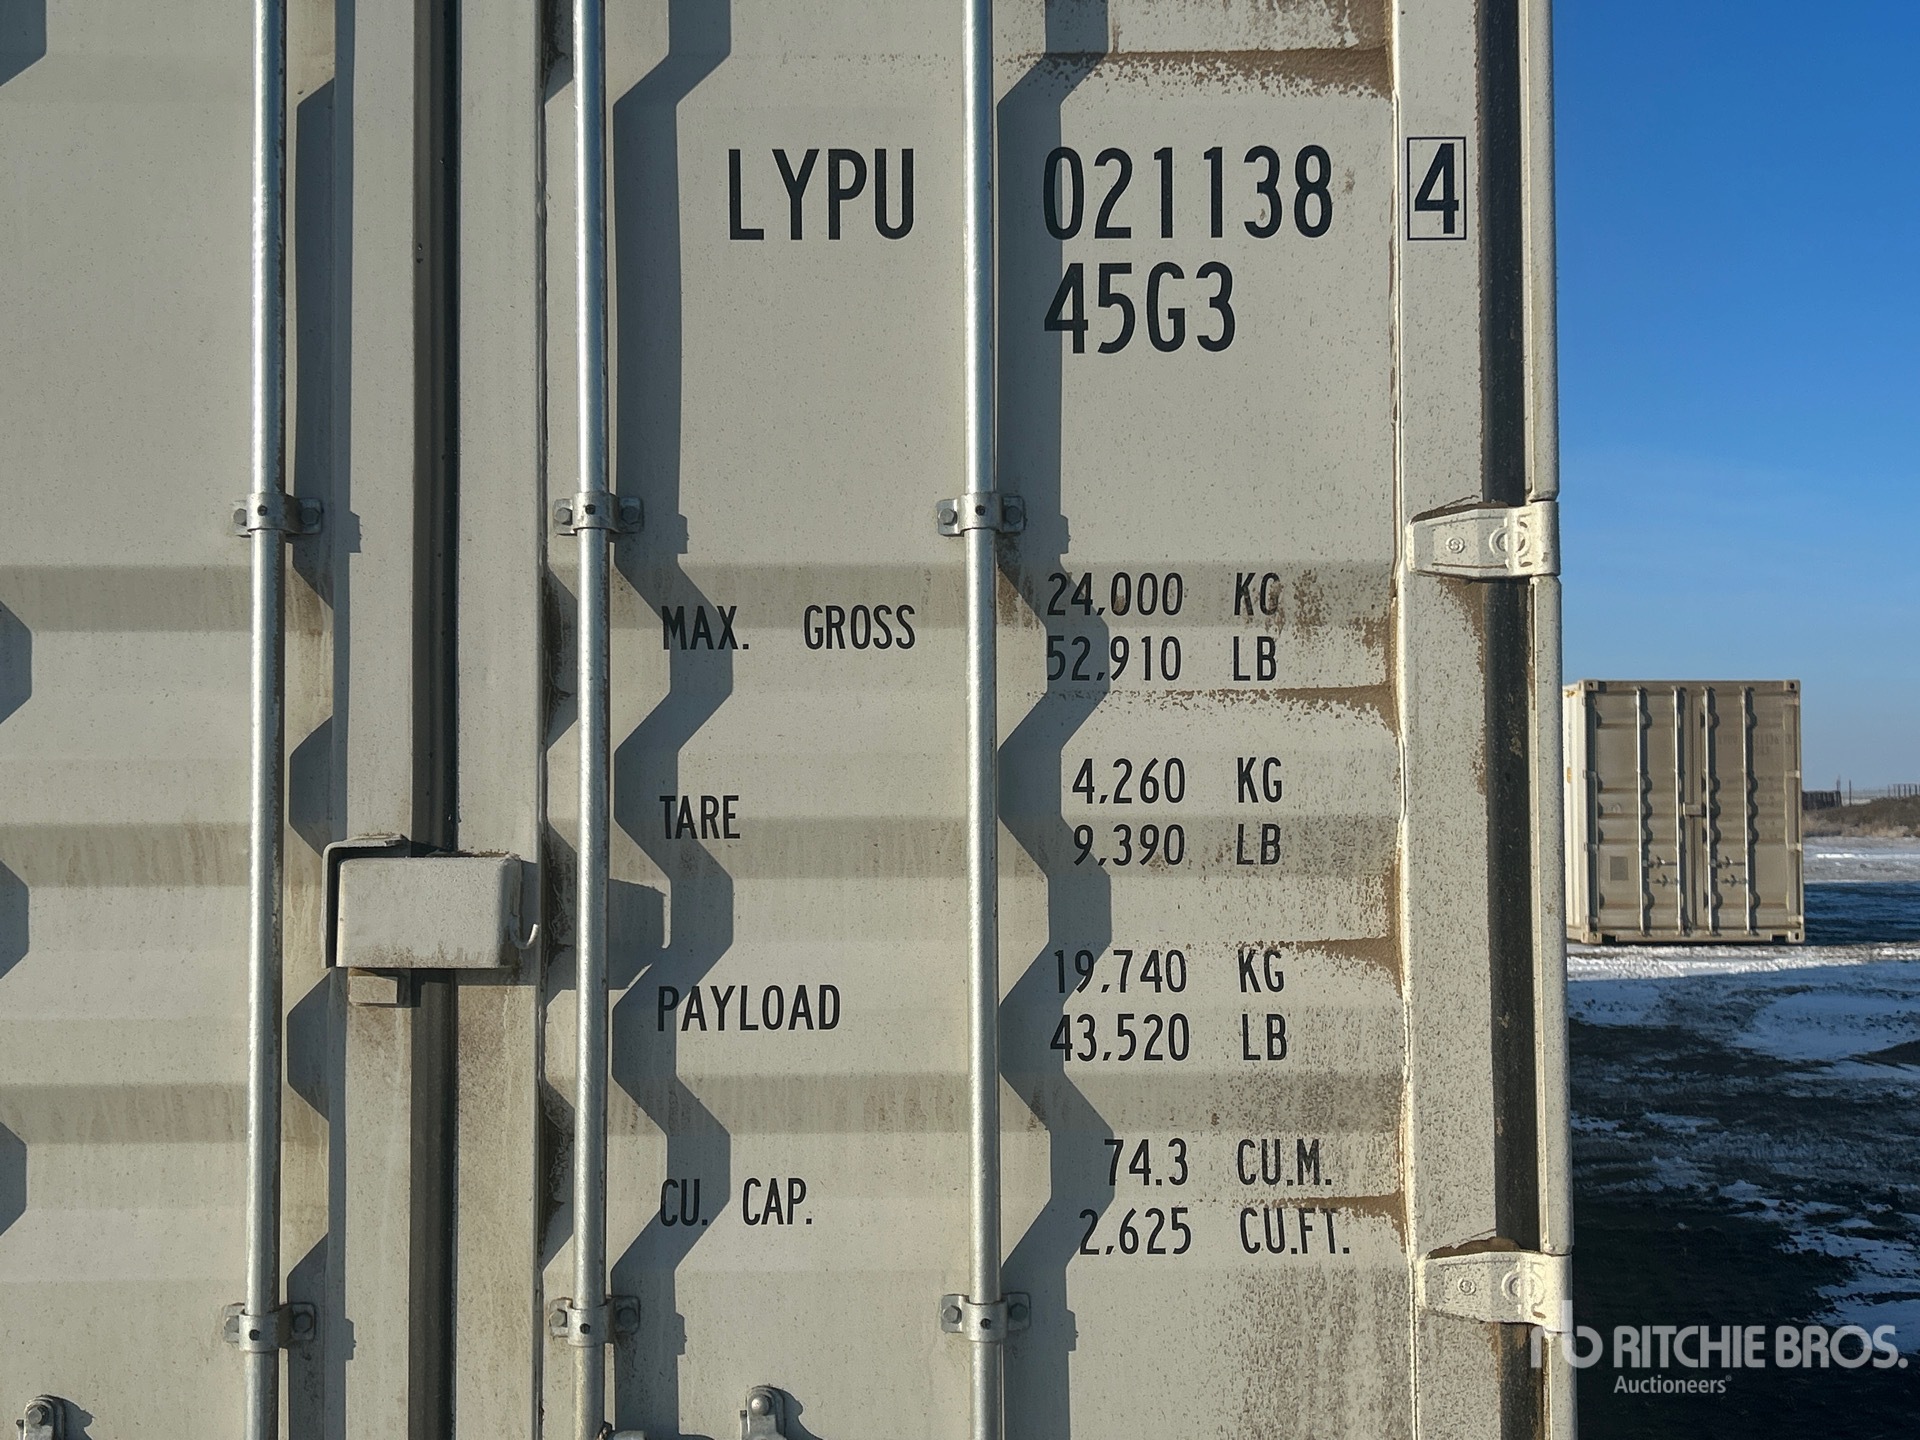 LYPU 021138 4
45G3
MAX. GROSS 24,000 KG
52,910 LB
TARE 4,260 KG
9,390 LB
PAYLOAD 19,740 KG
43,520 LB
CU. CAP. 74.3 CU.M.
2,625 CU.FT.
rb RITCHIE BROS.
Auctioneers®